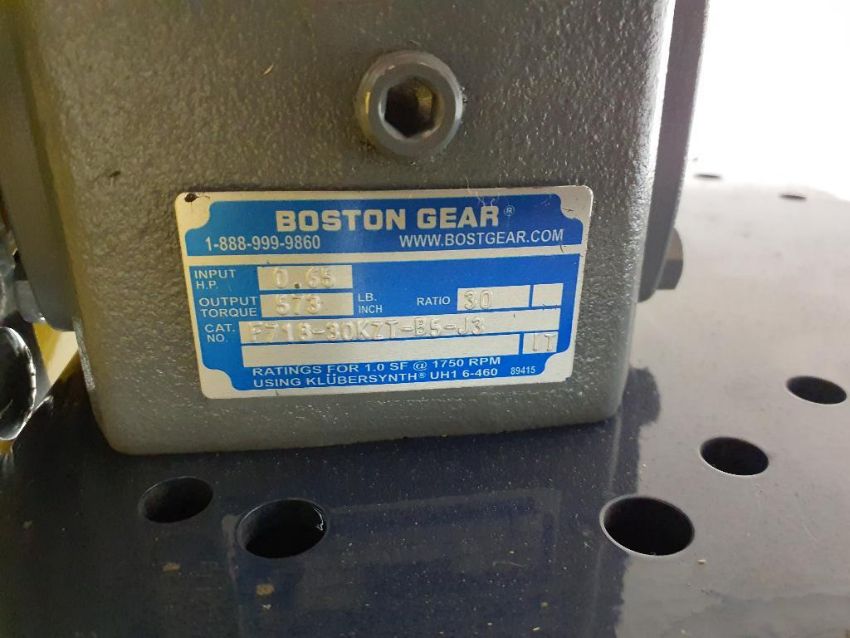 BOSTON GEAR®
1-888-999-9860 WWW.BOSTGEAR.COM
INPUT H.P. 0.65
OUTPUT TORQUE 573 LB. INCH RATIO 30
CAT. NO. F718-30KZT-B5-J3
UT
RATINGS FOR 1.0 SF @ 1750 RPM
USING KLÜBERSYNTH® UH1 6-460 89415